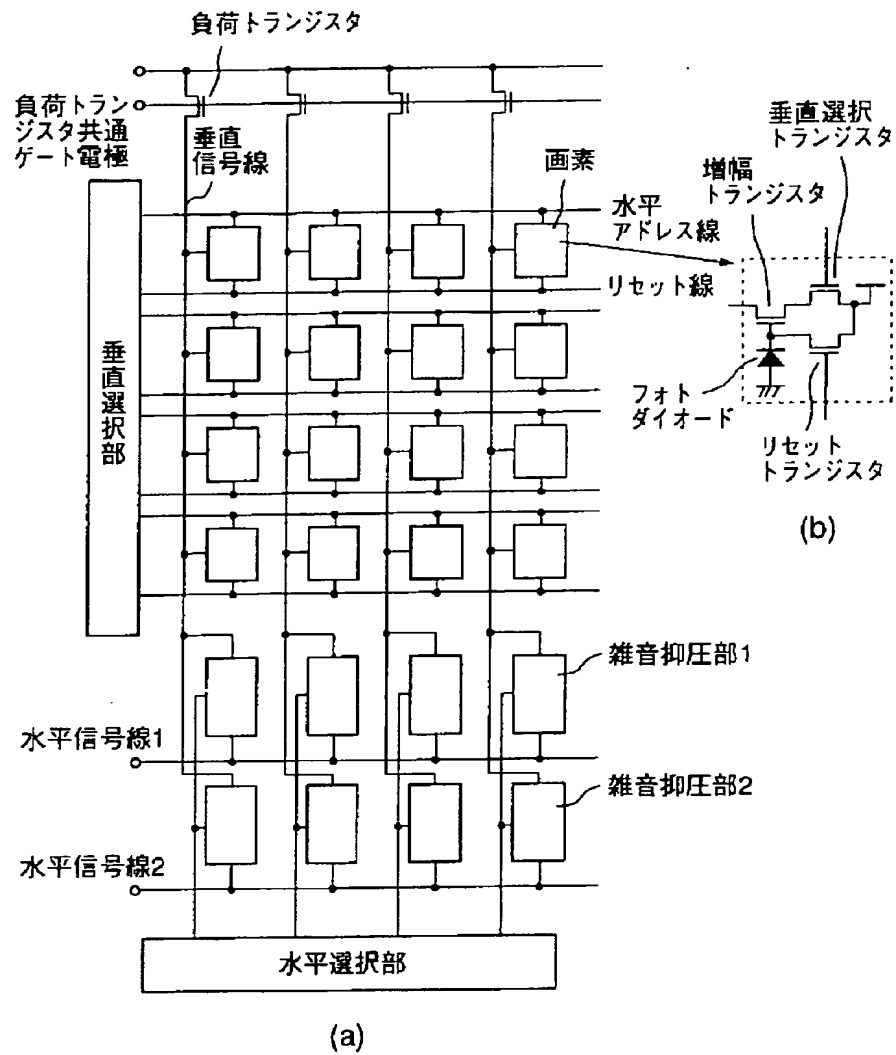 負荷トランジスタ
負荷トラン
ジスタ共通
ゲート電極
垂直
信号線
画素
水平
アドレス線
リセット線
垂直選択
トランジスタ
増幅
トランジスタ
フォト
ダイオード
リセット
トランジスタ
(b)
垂直選択部
雑音抑圧部1
水平信号線1
雑音抑圧部2
水平信号線2
水平選択部
(a)